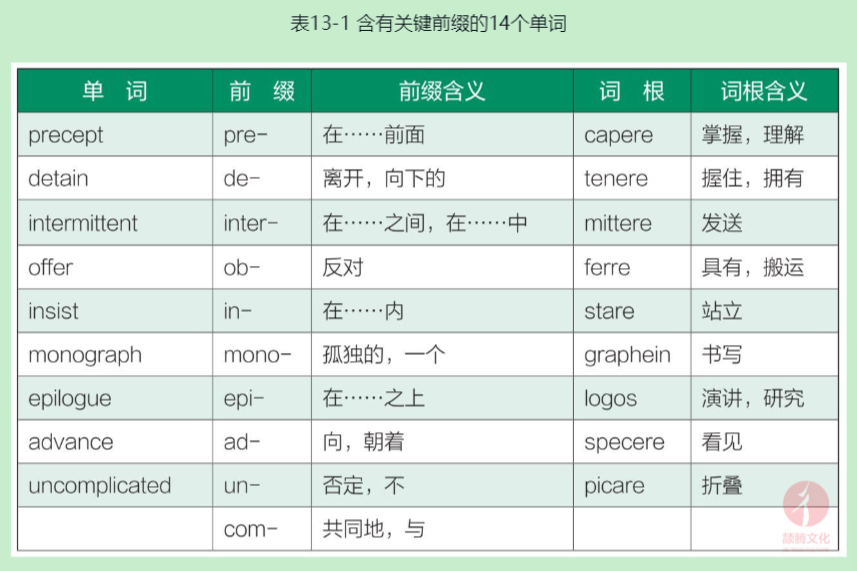 表13-1 含有关键前缀的14个单词
单 词 前 缀 前缀含义 词 根 词根含义
precept pre- 在……前面 capere 掌握，理解
detain de- 离开，向下的 tenere 握住，拥有
intermittent inter- 在……之间，在……中 mittere 发送
offer ob- 反对 ferre 具有，搬运
insist in- 在……内 stare 站立
monograph mono- 孤独的，一个 graphein 书写
epilogue epi- 在……之上 logos 演讲，研究
advance ad- 向，朝着 specere 看见
uncomplicated un- 否定，不 picare 折叠
com- 共同地，与
颉腾文化